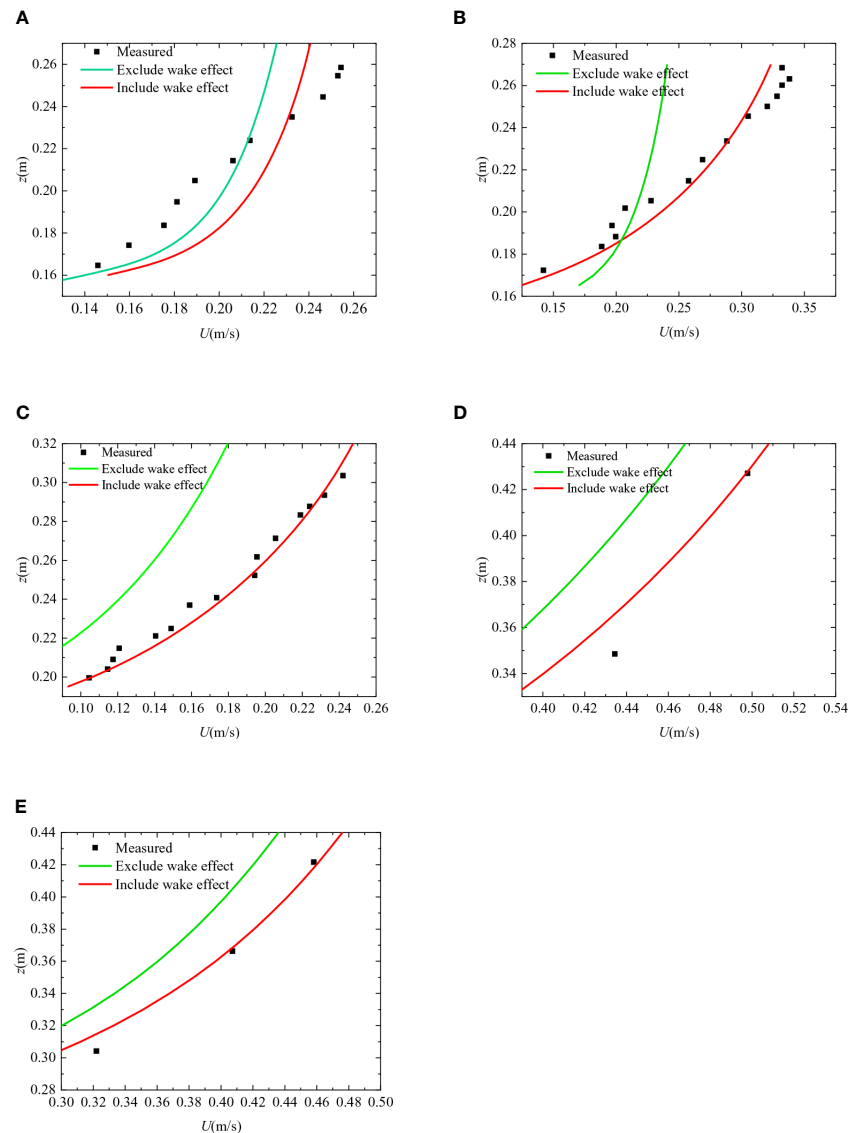 A
Measured
Exclude wake effect
Include wake effect
0.26
0.24
0.22
0.20
0.18
0.16
z(m)
0.14 0.16 0.18 0.20 0.22 0.24 0.26
U(m/s)
B
Measured
Exclude wake effect
Include wake effect
0.28
0.26
0.24
0.22
0.20
0.18
0.16
z(m)
0.15 0.20 0.25 0.30 0.35
U(m/s)
C
Measured
Exclude wake effect
Include wake effect
0.32
0.30
0.28
0.26
0.24
0.22
0.20
z(m)
0.10 0.12 0.14 0.16 0.18 0.20 0.22 0.24 0.26
U(m/s)
D
Measured
Exclude wake effect
Include wake effect
0.44
0.42
0.40
0.38
0.36
0.34
z(m)
0.40 0.42 0.44 0.46 0.48 0.50 0.52 0.54
U(m/s)
E
Measured
Exclude wake effect
Include wake effect
0.44
0.42
0.40
0.38
0.36
0.34
0.32
0.30
0.28
z(m)
0.30 0.32 0.34 0.36 0.38 0.40 0.42 0.44 0.46 0.48 0.50
U(m/s)